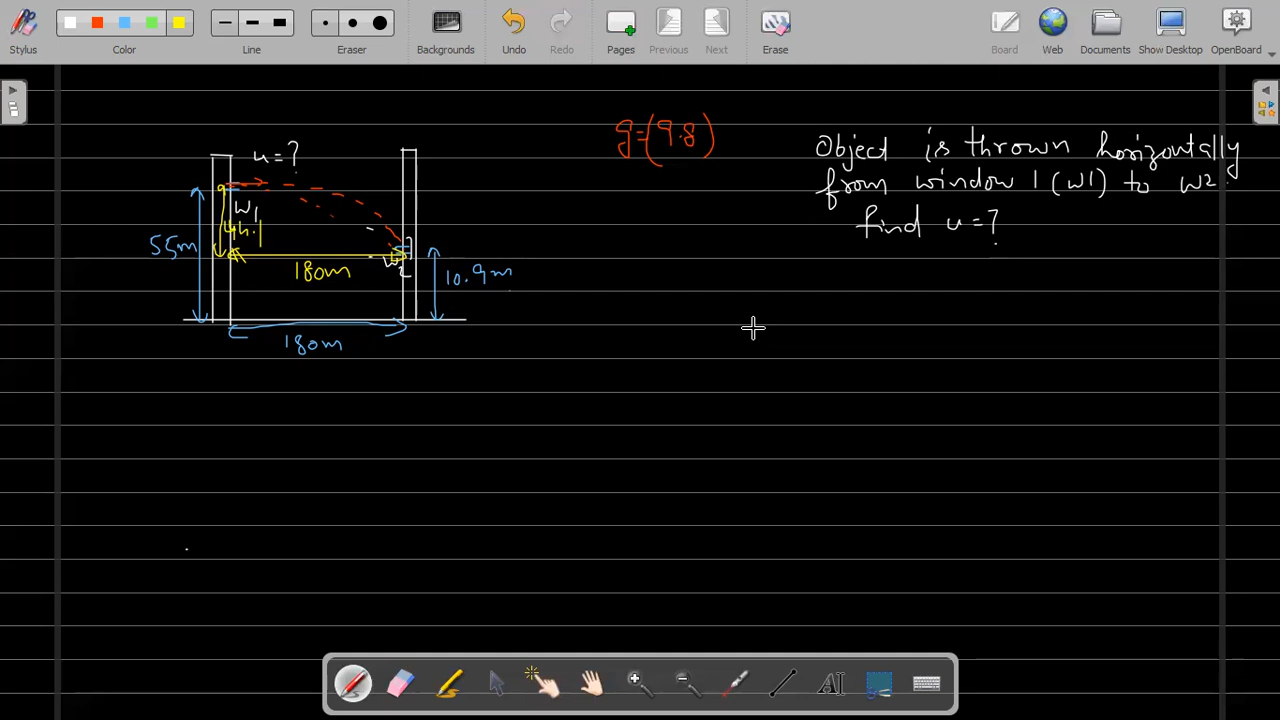 Stylus
Color
Line
Eraser
Backgrounds
Undo
Redo
Pages
Previous
Next
Erase
Board
Web
Documents
Show Desktop
OpenBoard
u=?
g=(9.8)
Object is thrown horizontally
from window 1 (W1) to W2.
find u=?
W1
44.1
55m
180m
W2
10.9m
180m